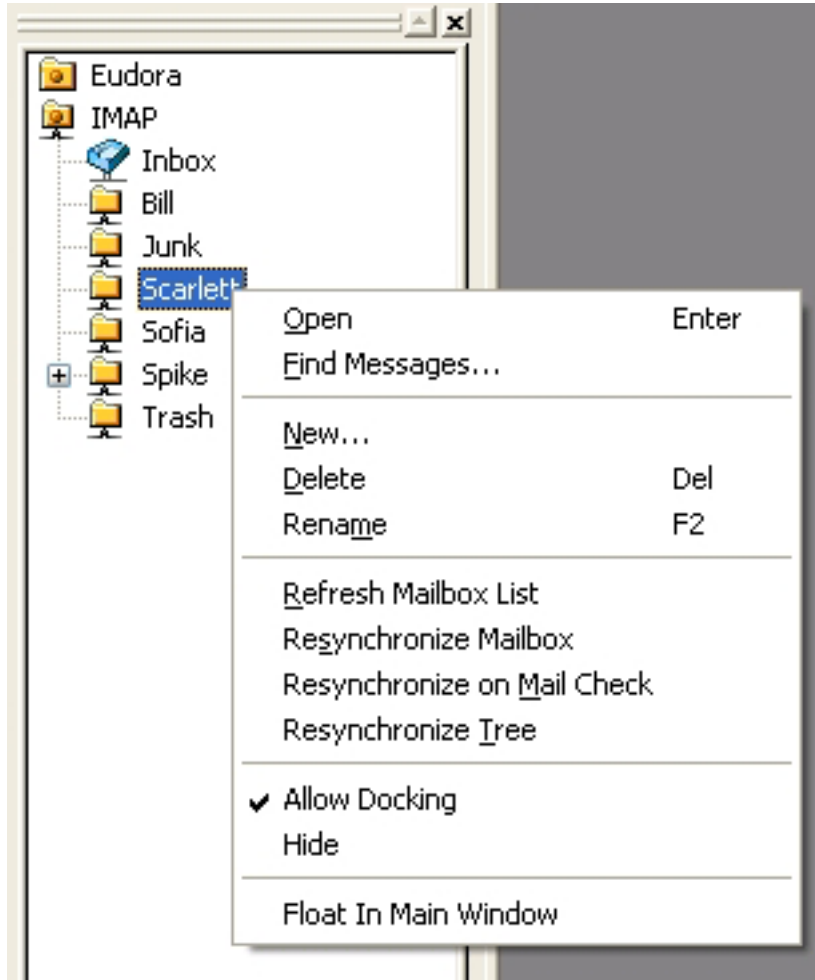 Eudora
IMAP
Inbox
Bill
Junk
Scarlett
Sofia
Spike
Trash
Open Enter
Find Messages...
New...
Delete Del
Rename F2
Refresh Mailbox List
Resynchronize Mailbox
Resynchronize on Mail Check
Resynchronize Tree
Allow Docking
Hide
Float In Main Window